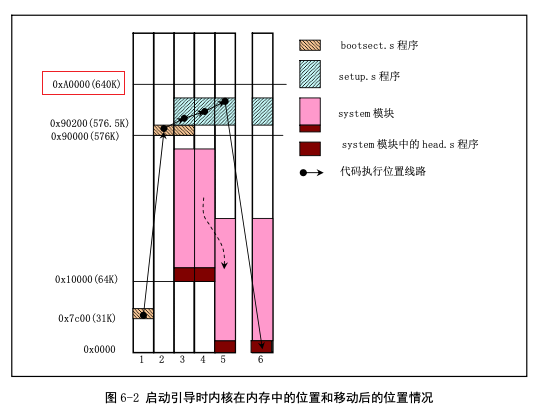 bootsect.s 程序
setup.s 程序
system 模块
system 模块中的 head.s 程序
代码执行位置线路
0xA0000(640K)
0x90200(576.5K)
0x90000(576K)
0x10000(64K)
0x7c00(31K)
0x0000
1 2 3 4 5 6
图 6-2 启动引导时内核在内存中的位置和移动后的位置情况